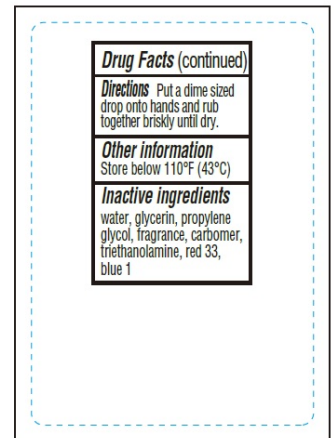 Drug Facts (continued)
Directions Put a dime sized
drop onto hands and rub
together briskly until dry.
Other information
Store below 110°F (43°C)
Inactive ingredients
water, glycerin, propylene
glycol, fragrance, carbomer,
triethanolamine, red 33,
blue 1